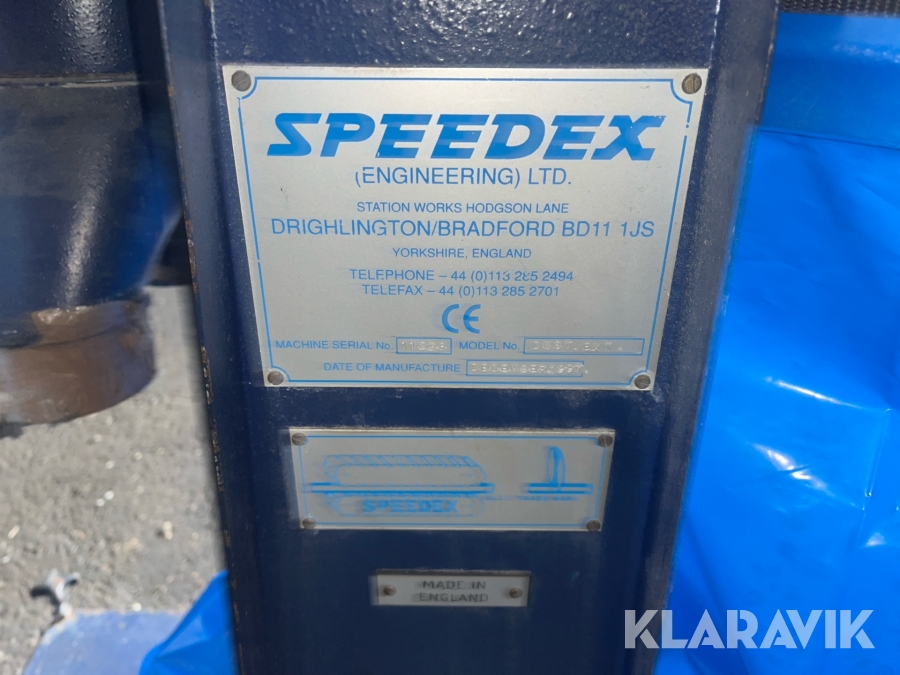 SPEEDEX
(ENGINEERING) LTD.
STATION WORKS HODGSON LANE
DRIGHLINGTON/BRADFORD BD11 1JS
YORKSHIRE, ENGLAND
TELEPHONE – 44 (0)113 285 2494
TELEFAX – 44 (0)113 285 2701
CE
MACHINE SERIAL No. MODEL No.
DATE OF MANUFACTURE
SPEEDEX
MADE IN
ENGLAND
KLARAVIK